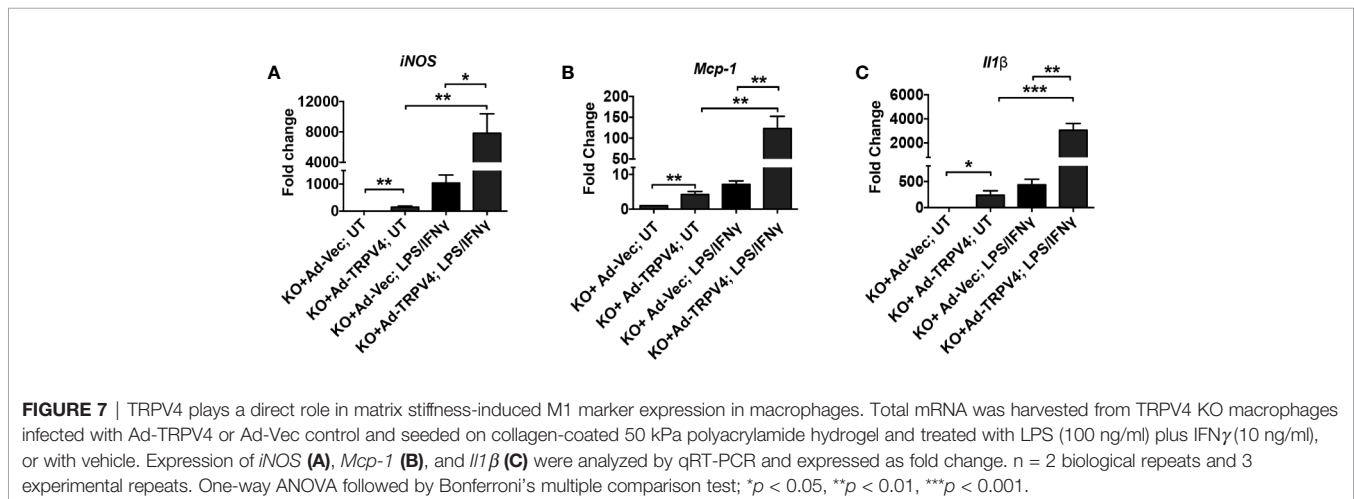 A
iNOS
*
**
**
Fold change
12000
8000
4000
1000
0
KO+Ad-Vec; UT
KO+Ad-TRPV4; UT
KO+Ad-Vec; LPS/IFNγ
KO+Ad-TRPV4; LPS/IFNγ
B
Mcp-1
**
**
**
Fold Change
200
150
100
50
10
0
KO+ Ad-Vec; UT
KO+ Ad-TRPV4; UT
KO+ Ad-Vec; LPS/IFNγ
KO+Ad-TRPV4; LPS/IFNγ
C
Il1β
**
***
*
Fold Change
6000
4000
2000
500
0
KO+Ad-Vec; UT
KO+ Ad-TRPV4; UT
KO+ Ad-Vec; LPS/IFNγ
KO+Ad-TRPV4; LPS/IFNγ
FIGURE 7 | TRPV4 plays a direct role in matrix stiffness-induced M1 marker expression in macrophages. Total mRNA was harvested from TRPV4 KO macrophages
infected with Ad-TRPV4 or Ad-Vec control and seeded on collagen-coated 50 kPa polyacrylamide hydrogel and treated with LPS (100 ng/ml) plus IFNγ(10 ng/ml),
or with vehicle. Expression of iNOS (A), Mcp-1 (B), and Il1β (C) were analyzed by qRT-PCR and expressed as fold change. n = 2 biological repeats and 3
experimental repeats. One-way ANOVA followed by Bonferroni’s multiple comparison test; *p < 0.05, **p < 0.01, ***p < 0.001.